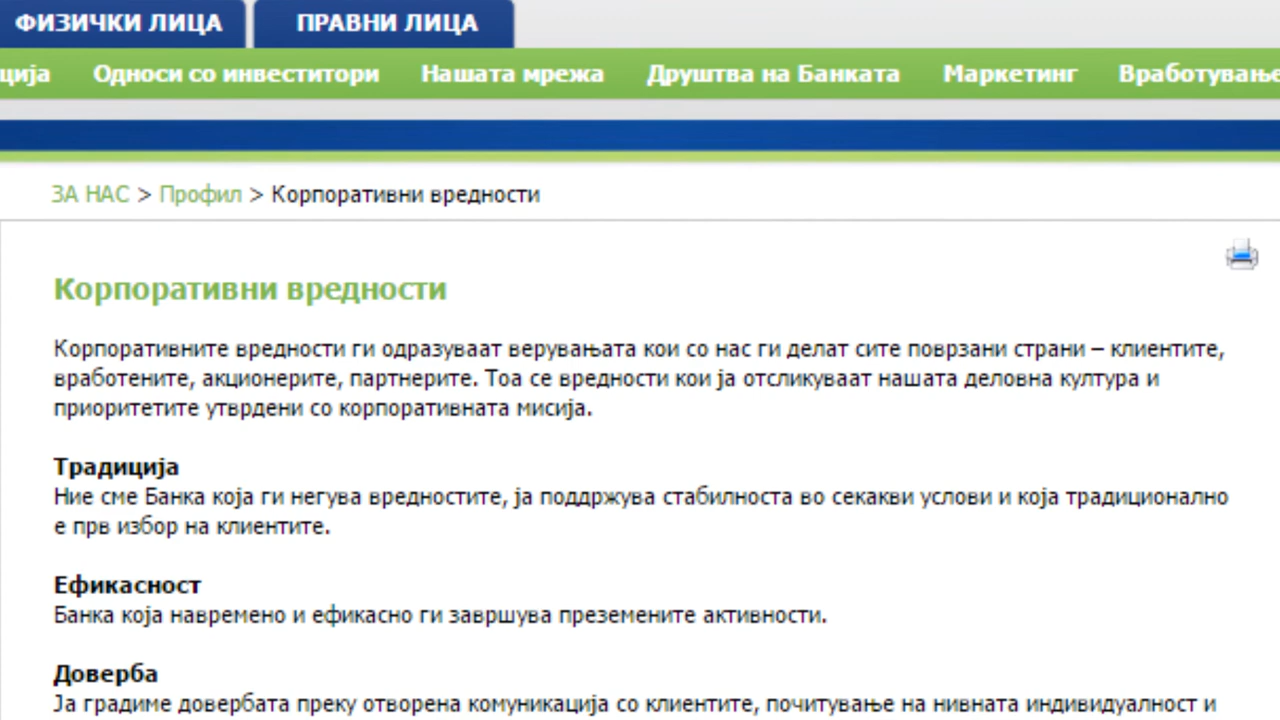 ФИЗИЧКИ ЛИЦА ПРАВНИ ЛИЦА
ција Односи со инвеститори Нашата мрежа Друштва на Банката Маркетинг Вработување
ЗА НАС > Профил > Корпоративни вредности
Корпоративни вредности
Корпоративните вредности ги одразуваат верувањата кои со нас ги делат сите поврзани страни – клиентите,
вработените, акционерите, партнерите. Тоа се вредности кои ја отсликуваат нашата деловна култура и
приоритетите утврдени со корпоративната мисија.
Традиција
Ние сме Банка која ги негува вредностите, ја поддржува стабилноста во секакви услови и која традиционално
е прв избор на клиентите.
Ефикасност
Банка која навремено и ефикасно ги завршува преземените активности.
Доверба
Ја градиме довербата преку отворена комуникација со клиентите, почитување на нивната индивидуалност и